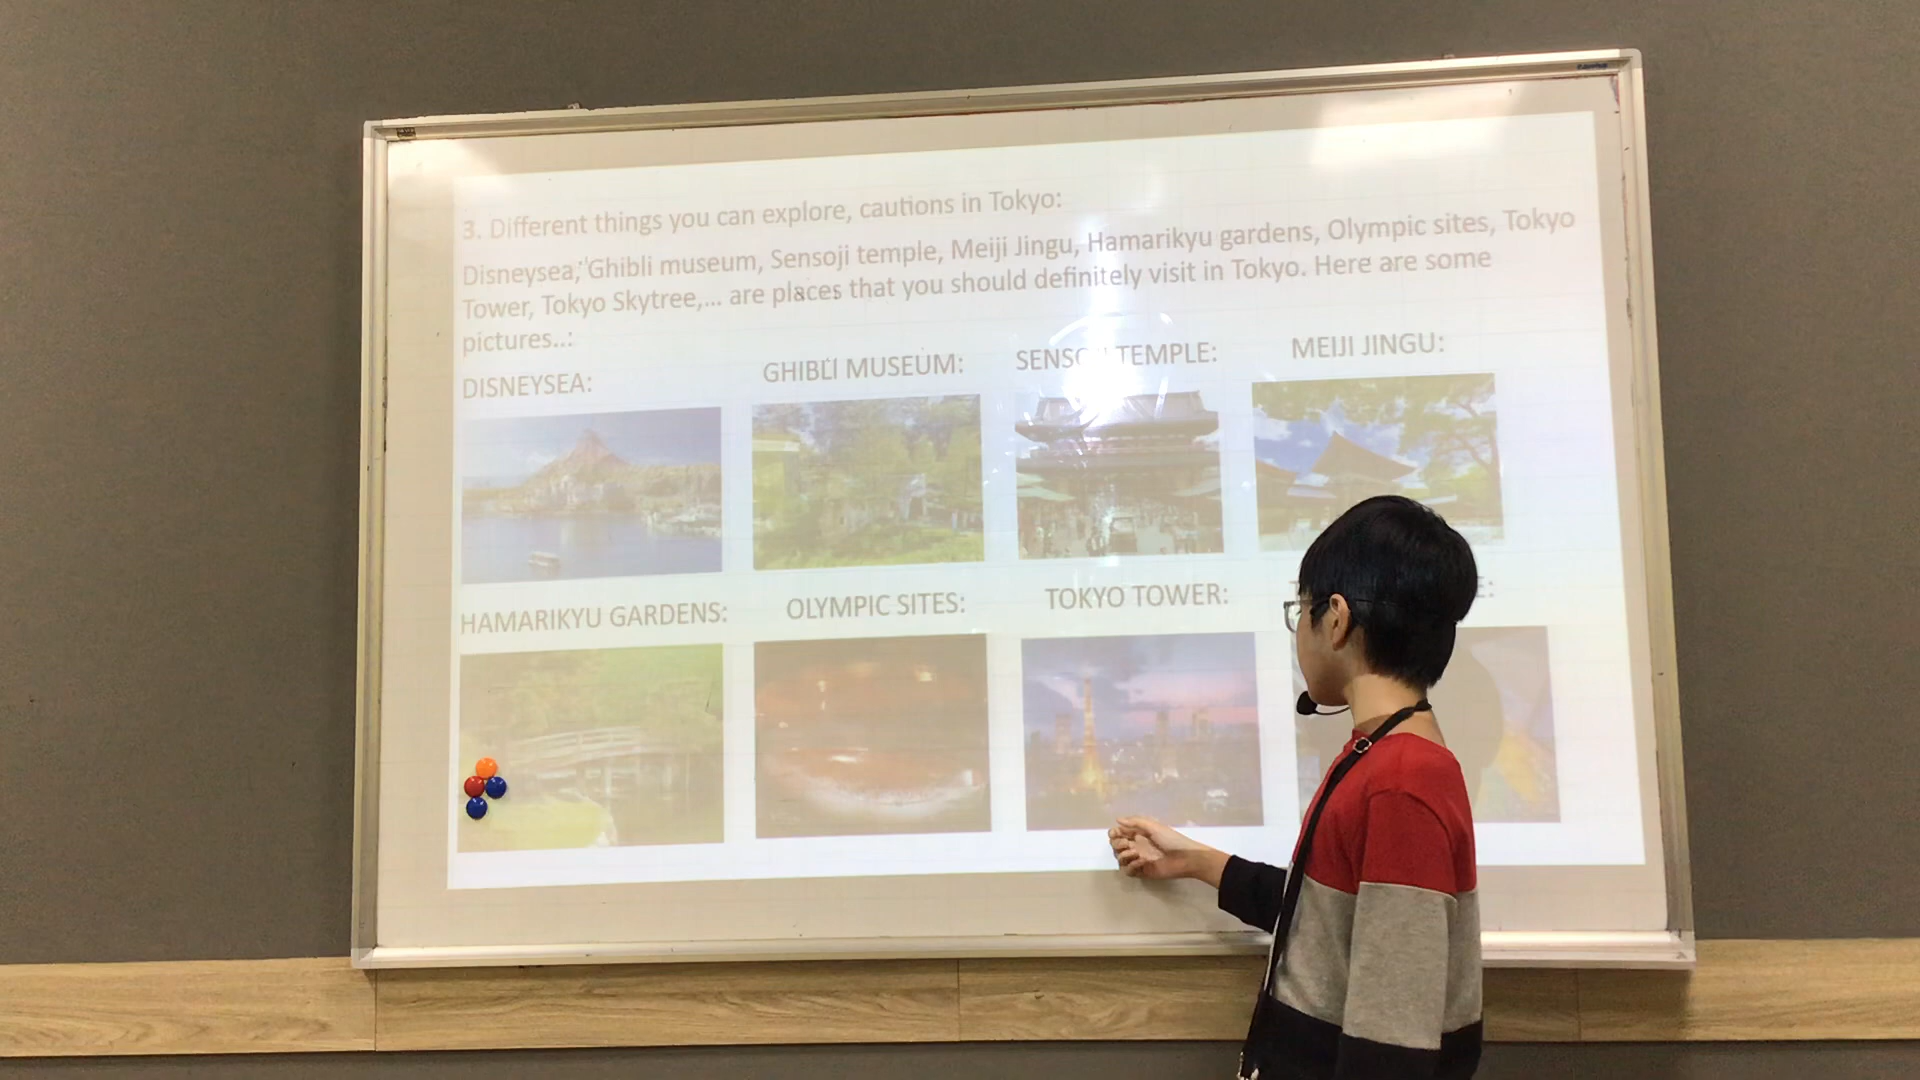 3. Different things you can explore, cautions in Tokyo:
Disneysea, Ghibli museum, Sensoji temple, Meiji Jingu, Hamarikyu gardens, Olympic sites, Tokyo
Tower, Tokyo Skytree,... are places that you should definitely visit in Tokyo. Here are some
pictures...:
DISNEYSEA:
GHIBLI MUSEUM:
TEMPLE:
MEIJI JINGU:
HAMARIKYU GARDENS:
OLYMPIC SITES:
TOKYO TOWER: